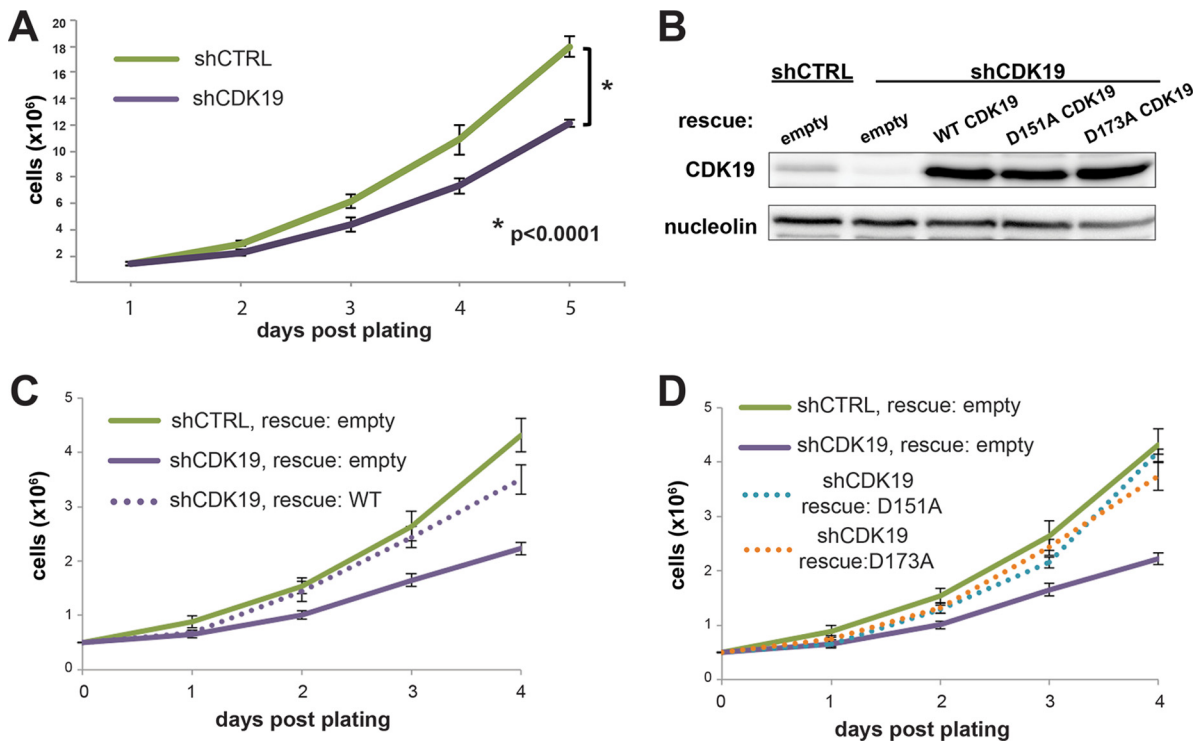 A
20
18
16
14
12
10
8
6
4
2
cells (x10⁶)
shCTRL
shCDK19
*
* p<0.0001
1 2 3 4 5
days post plating
B
shCTRL shCDK19
rescue: empty empty WT CDK19 D151A CDK19 D173A CDK19
CDK19
nucleolin
C
5
4
3
2
1
0
cells (x10⁶)
shCTRL, rescue: empty
shCDK19, rescue: empty
shCDK19, rescue: WT
0 1 2 3 4
days post plating
D
5
4
3
2
1
0
cells (x10⁶)
shCTRL, rescue: empty
shCDK19, rescue: empty
shCDK19
rescue: D151A
shCDK19
rescue:D173A
0 1 2 3 4
days post plating